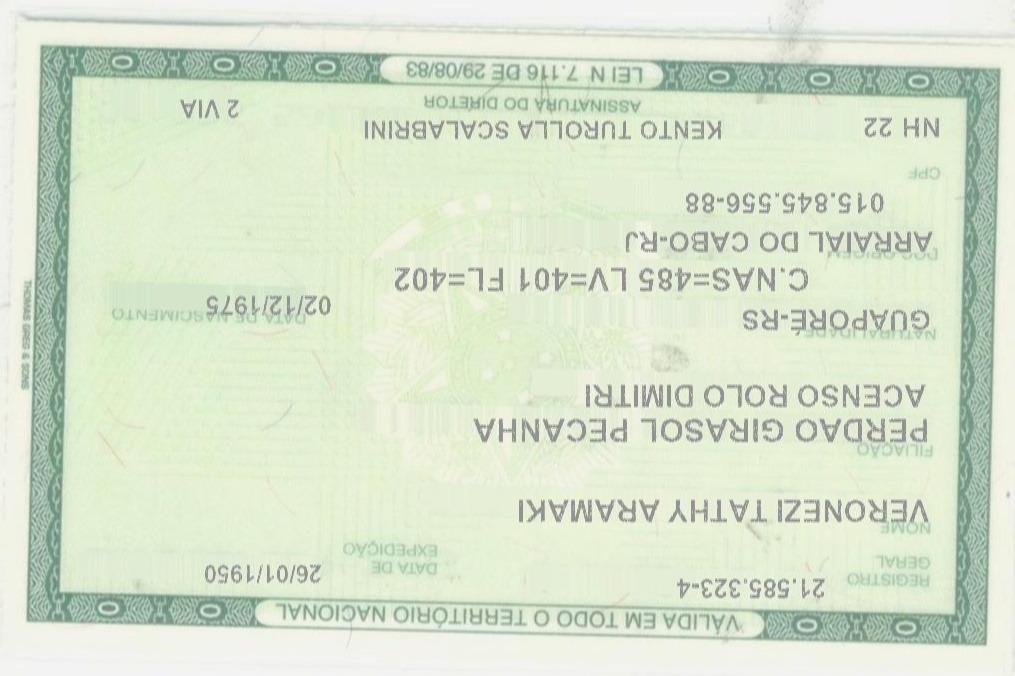 VÁLIDA EM TODO O TERRITÓRIO NACIONAL
REGISTRO GERAL 21.585.323-4 DATA DE EXPEDIÇÃO 26/01/1950
NOME
VERONEZI TATHY ARAMAKI
FILIAÇÃO
PERDAO GIRASOL PECANHA
ACENSO ROLO DIMITRI
NATURALIDADE DATA DE NASCIMENTO
GUAPORÉ-RS 02/12/1975
C.NAS=485 LV=401 FL=402
DOC ORIGEM
ARRAIAL DO CABO-RJ
015.845.556-88
CPF
NH 22 KENTO TUROLLA SCALABRINI 2 VIA
ASSINATURA DO DIRETOR
LEI N 7.116 DE 29/08/83
THOMAS GREG & SONS